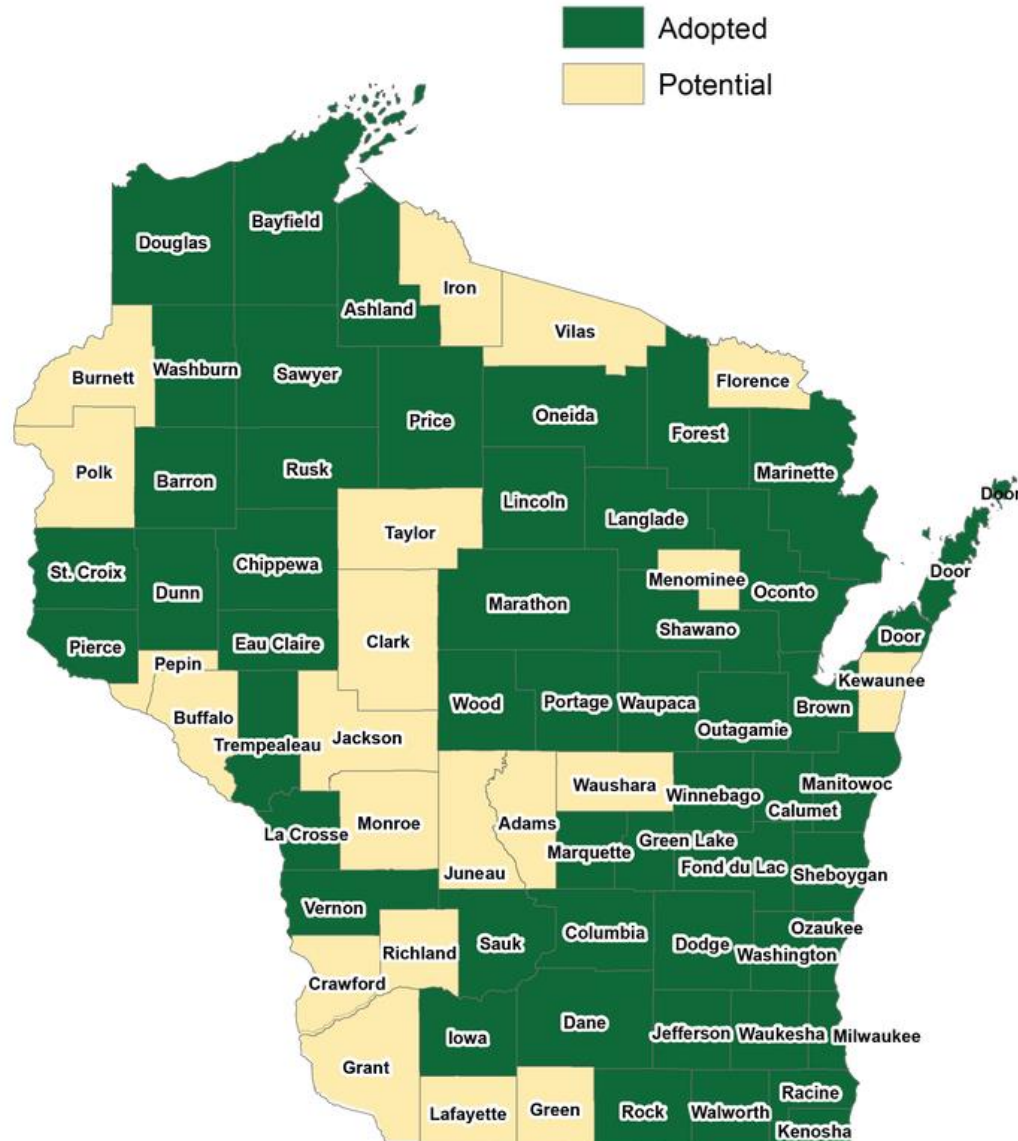 Adopted
Potential
Bayfield
Douglas
Iron
Ashland
Vilas
Washburn
Burnett
Sawyer
Florence
Price
Oneida
Forest
Polk
Barron
Rusk
Marinette
Lincoln
Door
Langlade
Taylor
Chippewa
St. Croix
Dunn
Door
Menominee
Oconto
Marathon
Shawano
Door
Clark
Eau Claire
Pierce
Pepin
Kewaunee
Wood
Portage
Waupaca
Brown
Buffalo
Outagamie
Trempealeau
Jackson
Waushara
Winnebago
Manitowoc
Calumet
La Crosse
Monroe
Adams
Green Lake
Marquette
Fond du Lac
Juneau
Sheboygan
Vernon
Ozaukee
Columbia
Sauk
Dodge
Richland
Washington
Crawford
Dane
Iowa
Jefferson
Waukesha
Milwaukee
Grant
Racine
Lafayette
Green
Rock
Walworth
Kenosha